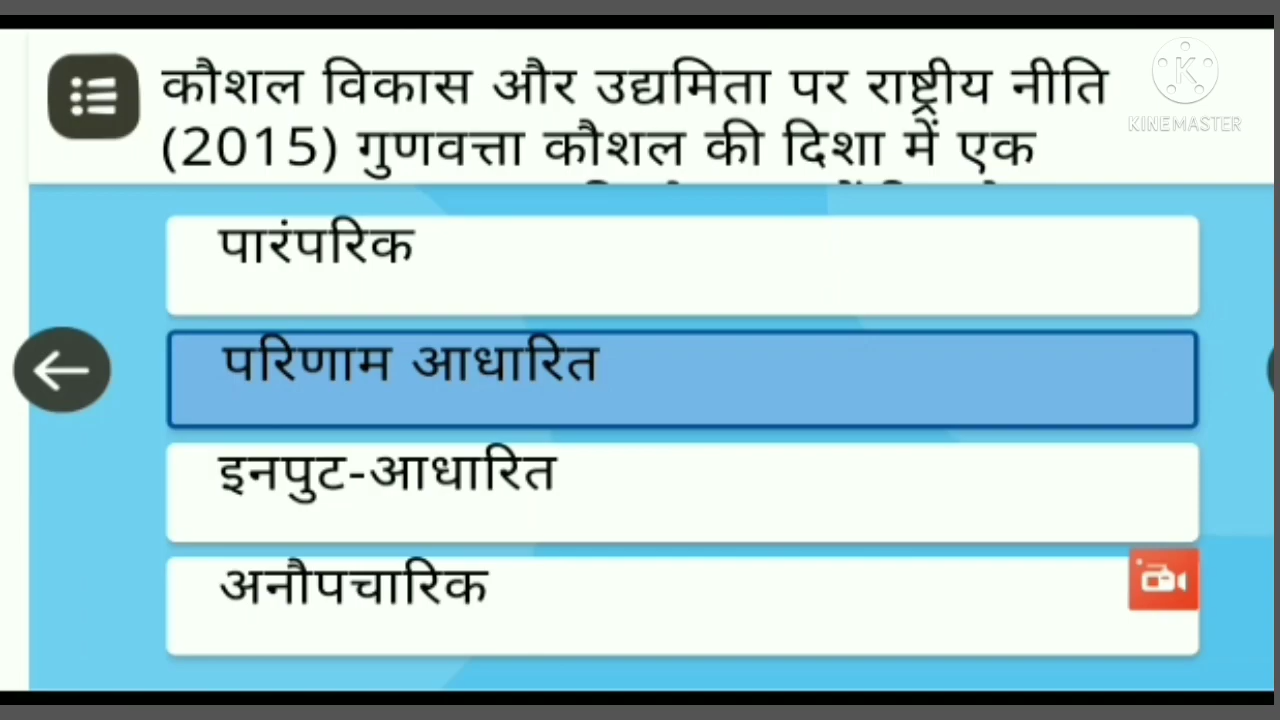 कौशल विकास और उद्यमिता पर राष्ट्रीय नीति
(2015) गुणवत्ता कौशल की दिशा में एक
KINEMASTER
पारंपरिक
परिणाम आधारित
इनपुट-आधारित
अनौपचारिक